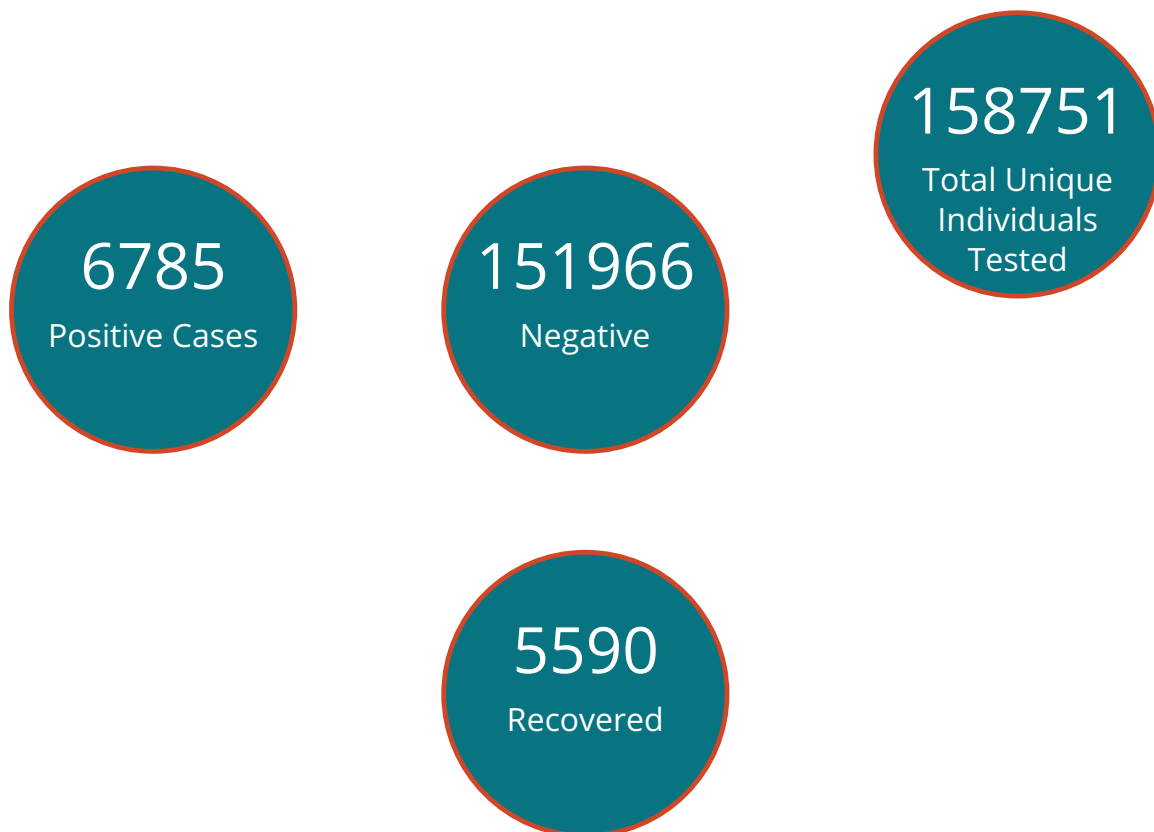 6785
Positive Cases
151966
Negative
158751
Total Unique
Individuals
Tested
5590
Recovered